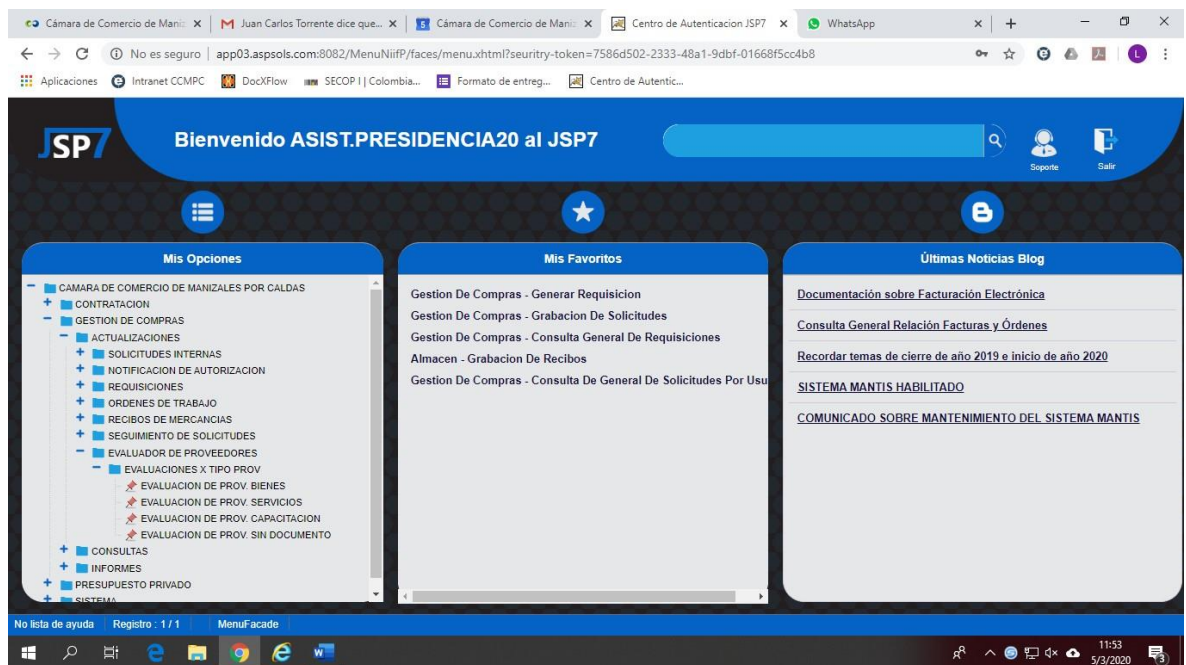 Cámara de Comercio de Maniz
Juan Carlos Torrente dice que...
Cámara de Comercio de Maniz
Centro de Autenticacion JSP7
WhatsApp
No es seguro | app03.aspsols.com:8082/MenuNiifP/faces/menu.xhtml?seuritry-token=7586d502-2333-48a1-9dbf-01668f5cc4b8
L
Aplicaciones
Intranet CCMPC
DocXFlow
SECOP I | Colombia...
Formato de entreg...
Centro de Autentic...
JSP7
Bienvenido ASIST.PRESIDENCIA20 al JSP7
Soporte
Salir
Mis Opciones
CAMARA DE COMERCIO DE MANIZALES POR CALDAS
CONTRATACION
GESTION DE COMPRAS
ACTUALIZACIONES
SOLICITUDES INTERNAS
NOTIFICACION DE AUTORIZACION
REQUISICIONES
ORDENES DE TRABAJO
RECIBOS DE MERCANCIAS
SEGUIMIENTO DE SOLICITUDES
EVALUADOR DE PROVEEDORES
EVALUACIONES X TIPO PROV
EVALUACION DE PROV. BIENES
EVALUACION DE PROV. SERVICIOS
EVALUACION DE PROV. CAPACITACION
EVALUACION DE PROV. SIN DOCUMENTO
CONSULTAS
INFORMES
PRESUPUESTO PRIVADO
SISTEMA
Mis Favoritos
Gestion De Compras - Generar Requisicion
Gestion De Compras - Grabacion De Solicitudes
Gestion De Compras - Consulta General De Requisiciones
Almacen - Grabacion De Recibos
Gestion De Compras - Consulta De General De Solicitudes Por Usu
Últimas Noticias Blog
Documentación sobre Facturación Electrónica
Consulta General Relación Facturas y Órdenes
Recordar temas de cierre de año 2019 e inicio de año 2020
SISTEMA MANTIS HABILITADO
COMUNICADO SOBRE MANTENIMIENTO DEL SISTEMA MANTIS
No lista de ayuda
Registro : 1 / 1
MenuFacade
11:53
5/3/2020